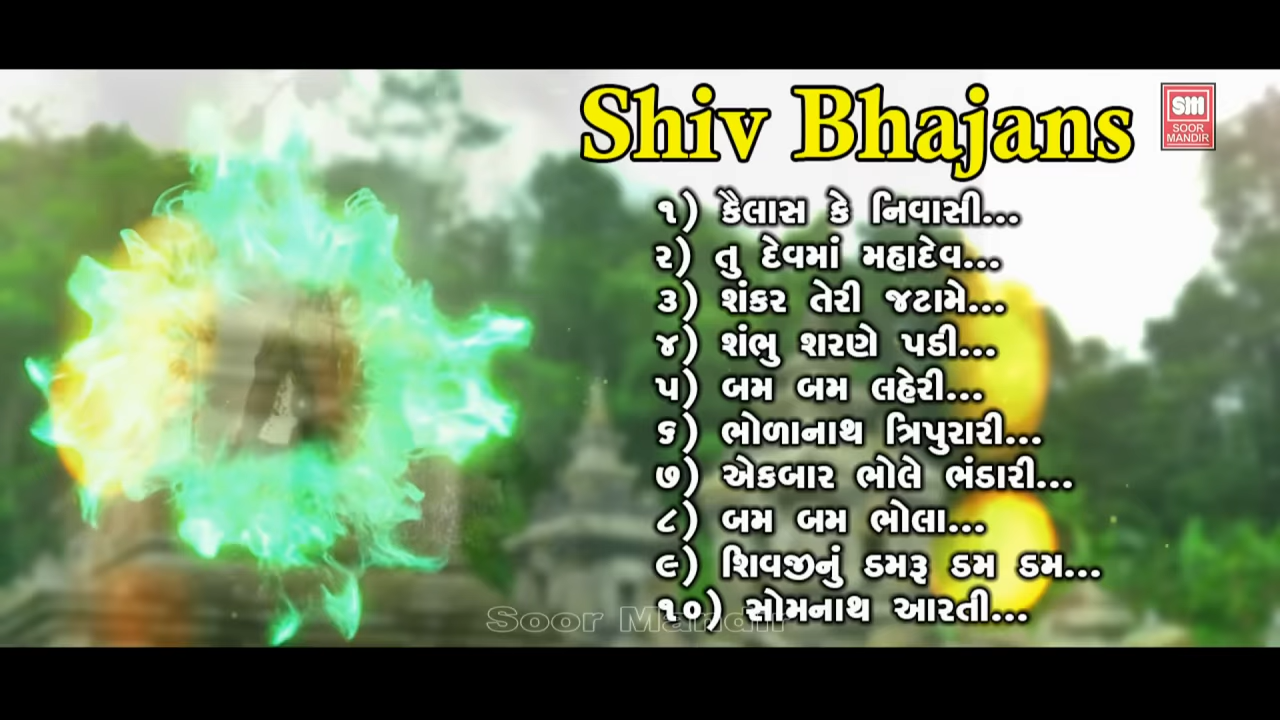 Shiv Bhajans
sm
SOOR
MANDIR
૧) કૈલાસ કે નિવાસી...
૨) તુ દેવમાં મહાદેવ...
૩) શંકર તેરી જટામે...
૪) શંભુ શરણે પડી...
૫) બમ બમ લહેરી...
૬) ભોળાનાથ ત્રિપુરારી...
૭) એકબાર ભોલે ભંડારી...
૮) બમ બમ ભોલા...
૯) શિવજીનું ડમરૂ ડમ ડમ...
૧૦) સોમનાથ આરતી...
Soor Mandir